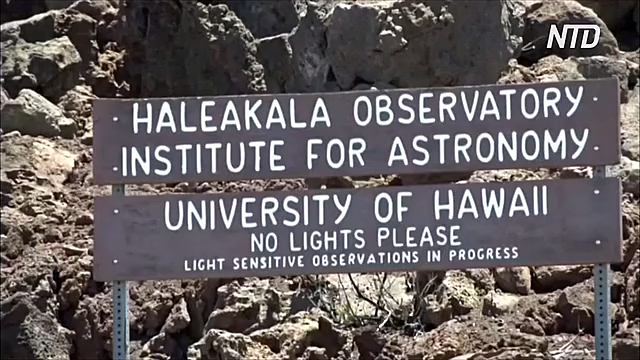 NTD
HALEAKALA OBSERVATORY
INSTITUTE FOR ASTRONOMY
UNIVERSITY OF HAWAII
NO LIGHTS PLEASE
LIGHT SENSITIVE OBSERVATIONS IN PROGRESS